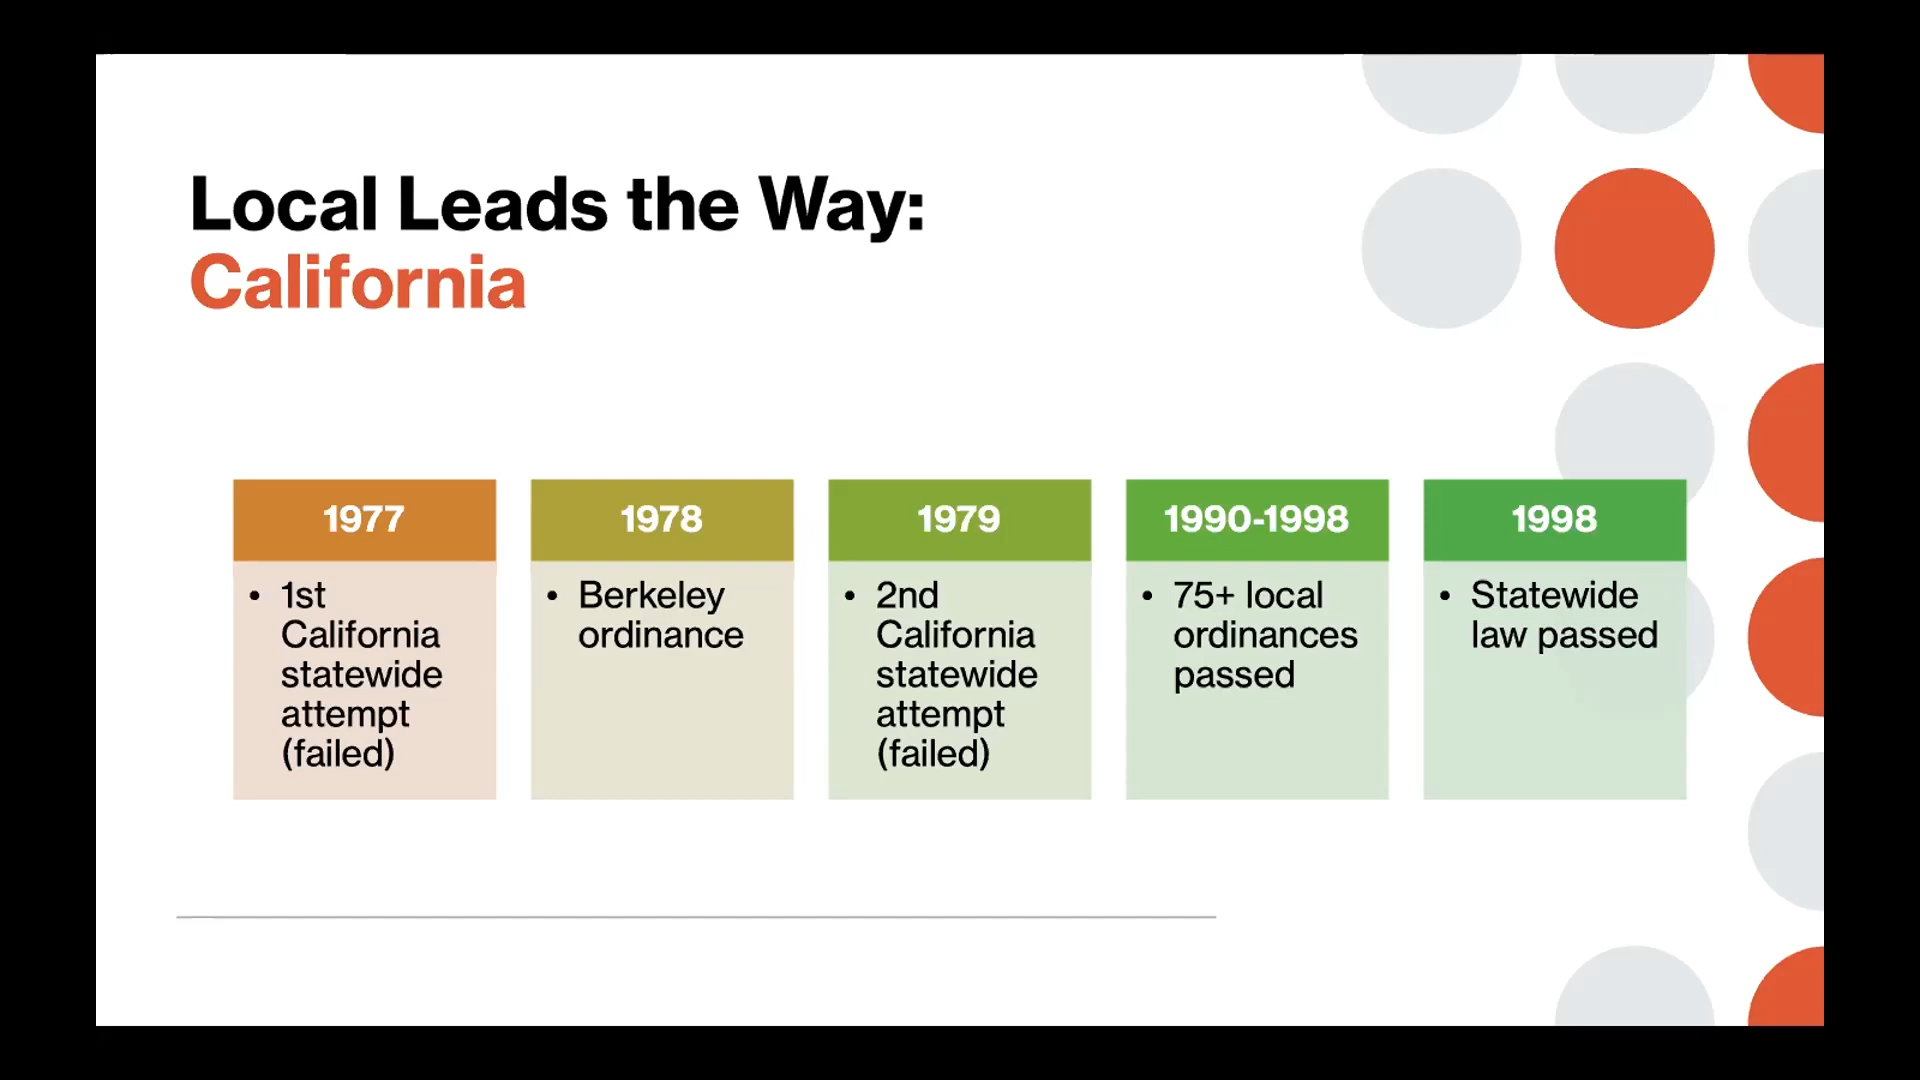 Local Leads the Way:
California
1977
• 1st
California
statewide
attempt
(failed)
1978
• Berkeley
ordinance
1979
• 2nd
California
statewide
attempt
(failed)
1990-1998
• 75+ local
ordinances
passed
1998
• Statewide
law passed